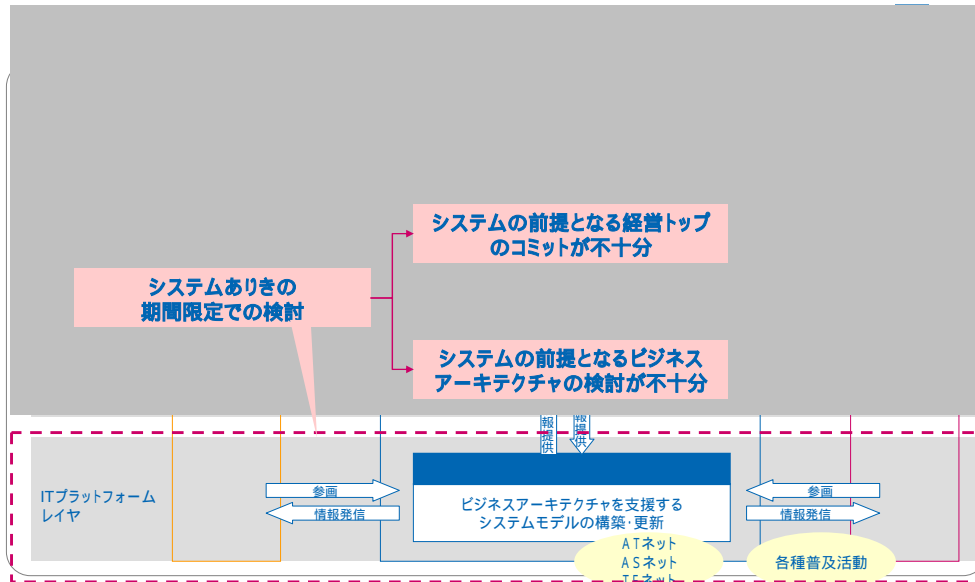 システムの前提となる経営トップ
のコミットが不十分
システムありきの
期間限定での検討
システムの前提となるビジネス
アーキテクチャの検討が不十分
報提供
報提供
ITプラットフォーム
レイヤ
参画
情報発信
ビジネスアーキテクチャを支援する
システムモデルの構築・更新
参画
情報発信
ATネット
ASネット
各種普及活動